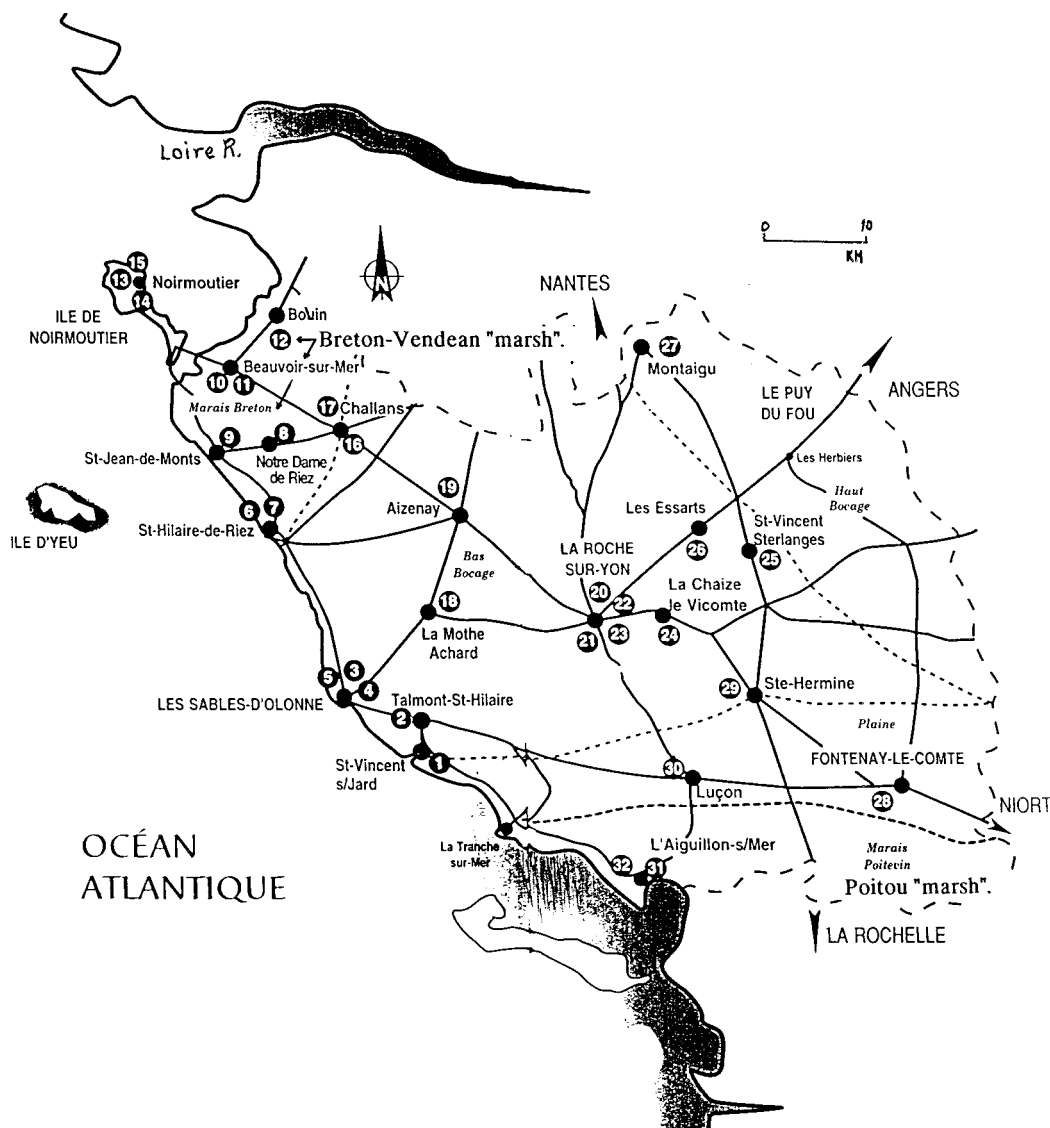 Loire R.
0 10
KM
N
15
13
Noirmoutier
14
ILE DE
NOIRMOUTIER
NANTES
Bouin
12
Breton-Vendean "marsh".
27
Montaigu
Beauvoir-sur-Mer
10 11
LE PUY
DU FOU
ANGERS
Marais Breton
17
Challans
16
9
8
St-Jean-de-Monts
Notre Dame
de Riez
Les Herbiers
19
Aizenay
Haut
Bocage
6
7
St-Hilaire-de-Riez
ILE D'YEU
Les Essarts
26
St-Vincent
Sterlanges
25
LA ROCHE
SUR-YON
Bas
Bocage
20
22
21
23
La Chaize
le Vicomte
24
18
La Mothe
Achard
5
3
4
LES SABLES-D'OLONNE
Talmont-St-Hilaire
2
29
Ste-Hermine
Plaine
St-Vincent
s/Jard
1
30
Luçon
FONTENAY-LE-COMTE
28
NIORT
La Tranche
sur-Mer
L'Aiguillon-s/Mer
32
31
Marais
Poitevin
Poitou "marsh".
OCÉAN
ATLANTIQUE
LA ROCHELLE